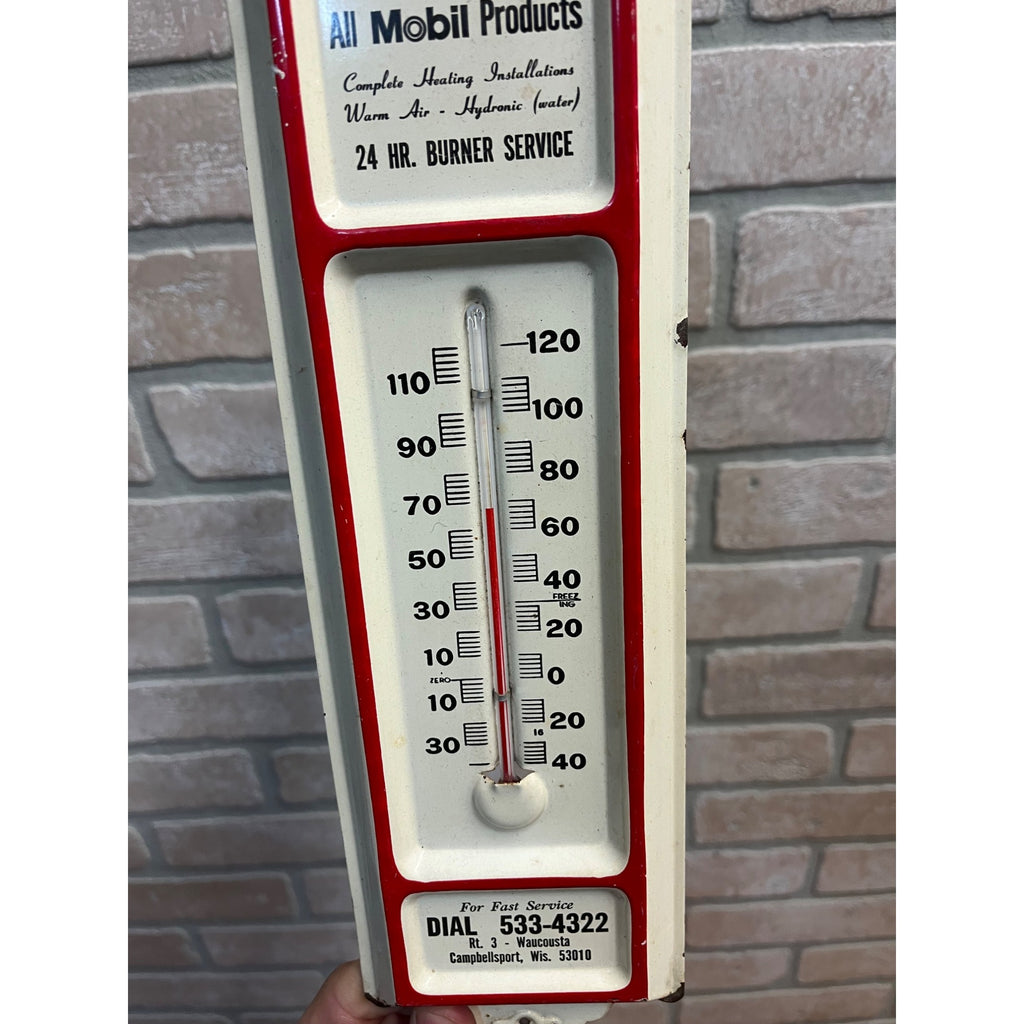 All Mobil Products
Complete Heating Installations
Warm Air - Hydronic (water)
24 HR. BURNER SERVICE
120
110
100
90
80
70
60
50
40
FREEZ
ING
30
20
10
0
ZERO
10
20
16
30
40
For Fast Service
DIAL 533-4322
Rt. 3 - Waucousta
Campbellsport, Wis. 53010